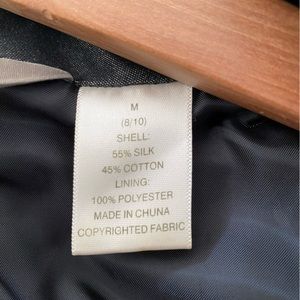 M
(8/10)
SHELL:
55% SILK
45% COTTON
LINING:
100% POLYESTER
MADE IN CHUNA
COPYRIGHTED FABRIC